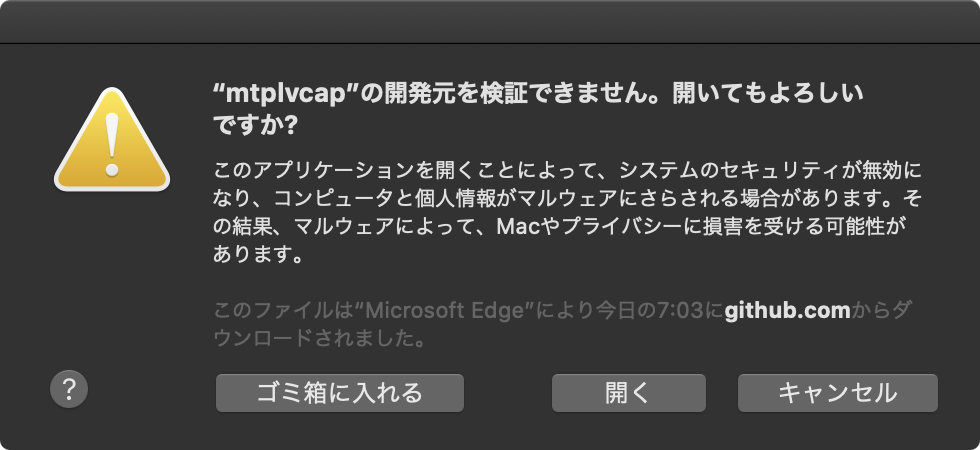 “mtplvcap”の開発元を検証できません。開いてもよろしい
ですか?
このアプリケーションを開くことによって、システムのセキュリティが無効に
なり、コンピュータと個人情報がマルウェアにさらされる場合があります。そ
の結果、マルウェアによって、Macやプライバシーに損害を受ける可能性が
あります。
このファイルは“Microsoft Edge”により今日の7:03にgithub.comからダ
ウンロードされました。
? ゴミ箱に入れる 開く キャンセル